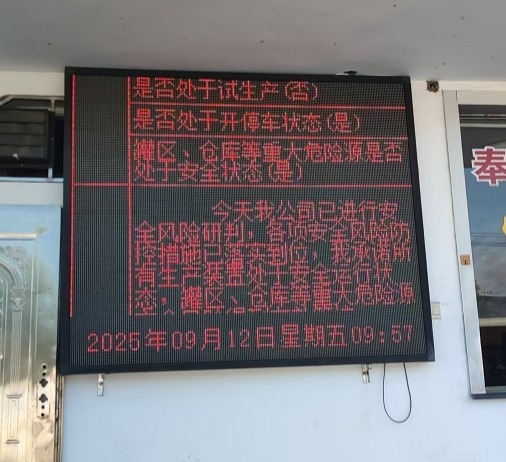 是否处于试生产(否)
是否处于开停车状态(是)
罐区、仓库等重大危险源是否
处于安全状态(是)
今天我公司已进行安
全风险研判，各项安全风险防
控措施已落实到位，我承诺所
有生产装置处于安全运行状
态，罐区、仓库等重大危险源
2025年09月12日星期五09:57
奉